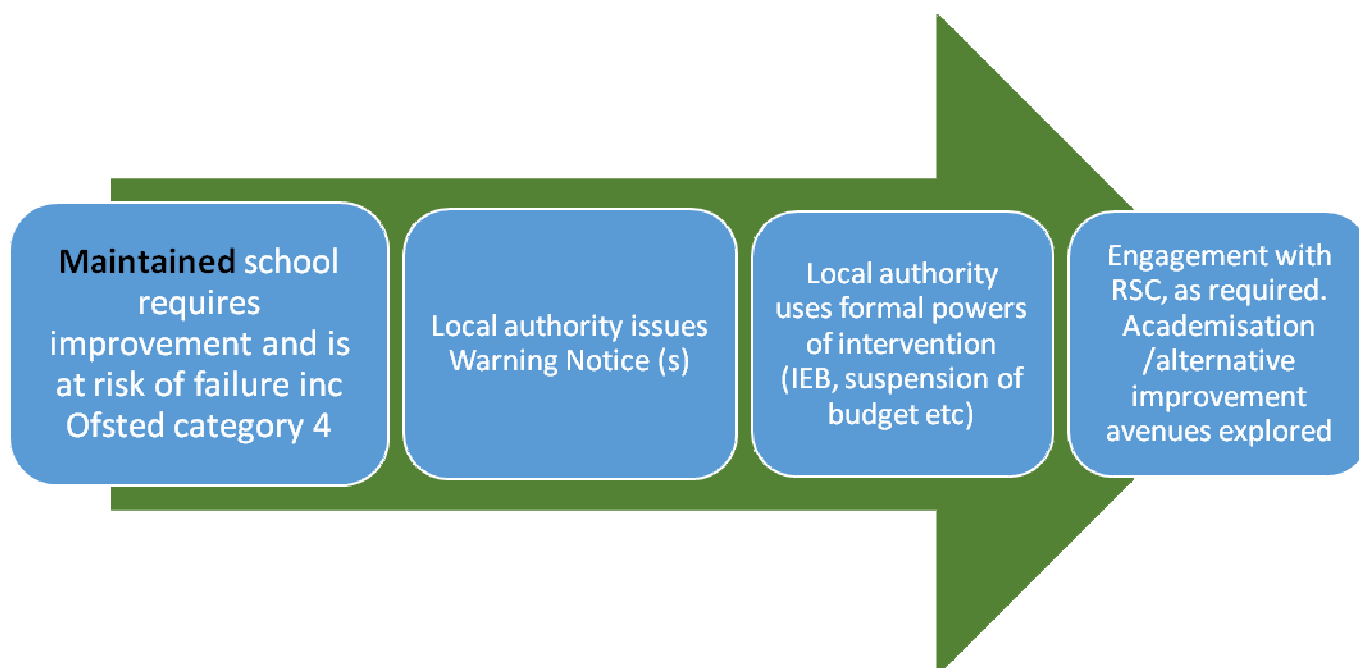 Maintained school
requires
improvement and is
at risk of failure inc
Ofsted category 4
Local authority issues
Warning Notice (s)
Local authority
uses formal powers
of intervention
(IEB, suspension of
budget etc)
Engagement with
RSC, as required.
Academisation
/alternative
improvement
avenues explored